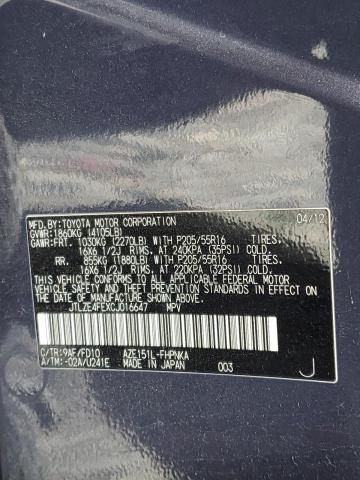 MFD.BY:TOYOTA MOTOR CORPORATION 04/12
GVWR:1860KG (4105LB)
GAWR:FRT. 1030KG (2270LB) WITH P205/55R16 TIRES.
16X6 1/2J RIMS. AT 240KPA (35PSI) COLD.
RR. 855KG (1880LB) WITH P205/55R16 TIRES.
16X6 1/2J RIMS. AT 220KPA (32PSI) COLD.
THIS VEHICLE CONFORMS TO ALL APPLICABLE FEDERAL MOTOR
VEHICLE SAFETY, BUMPER, AND THEFT PREVENTION STANDARDS
IN EFFECT ON THE DATE OF MANUFACTURE SHOWN ABOVE.
JTLZE4FEXCJ016647 MPV
C/TR:9AF/FD10 AZE151L-FHPNKA
A/TM:-02A/U241E MADE IN JAPAN 003 J